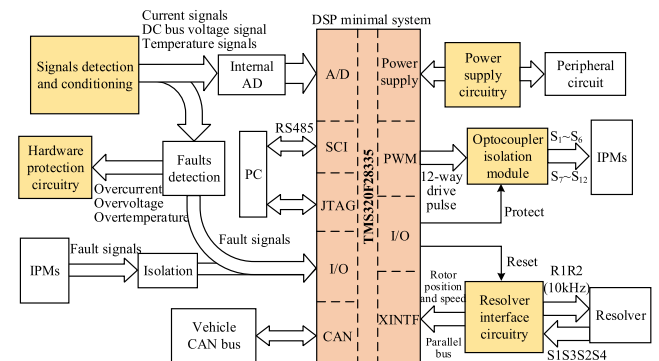 Current signals
DC bus voltage signal
Temperature signals
DSP minimal system
Signals detection
and conditioning
Internal
AD
A/D
Power
supply
Power
supply
circuitry
Peripheral
circuit
Hardware
protection
circuitry
Faults
detection
Overcurrent
Overvoltage
Overtemperature
PC
RS485
SCI
JTAG
TMS320F28335
PWM
12-way
drive
pulse
Optocoupler
isolation
module
S₁~S₆
S₇~S₁₂
IPMs
Protect
I/O
Reset
IPMs
Fault signals
Isolation
Fault signals
I/O
Rotor
position
and speed
XINTF
Parallel
bus
Resolver
interface
circuitry
R1R2
(10kHz)
Resolver
S1S3S2S4
Vehicle
CAN bus
CAN